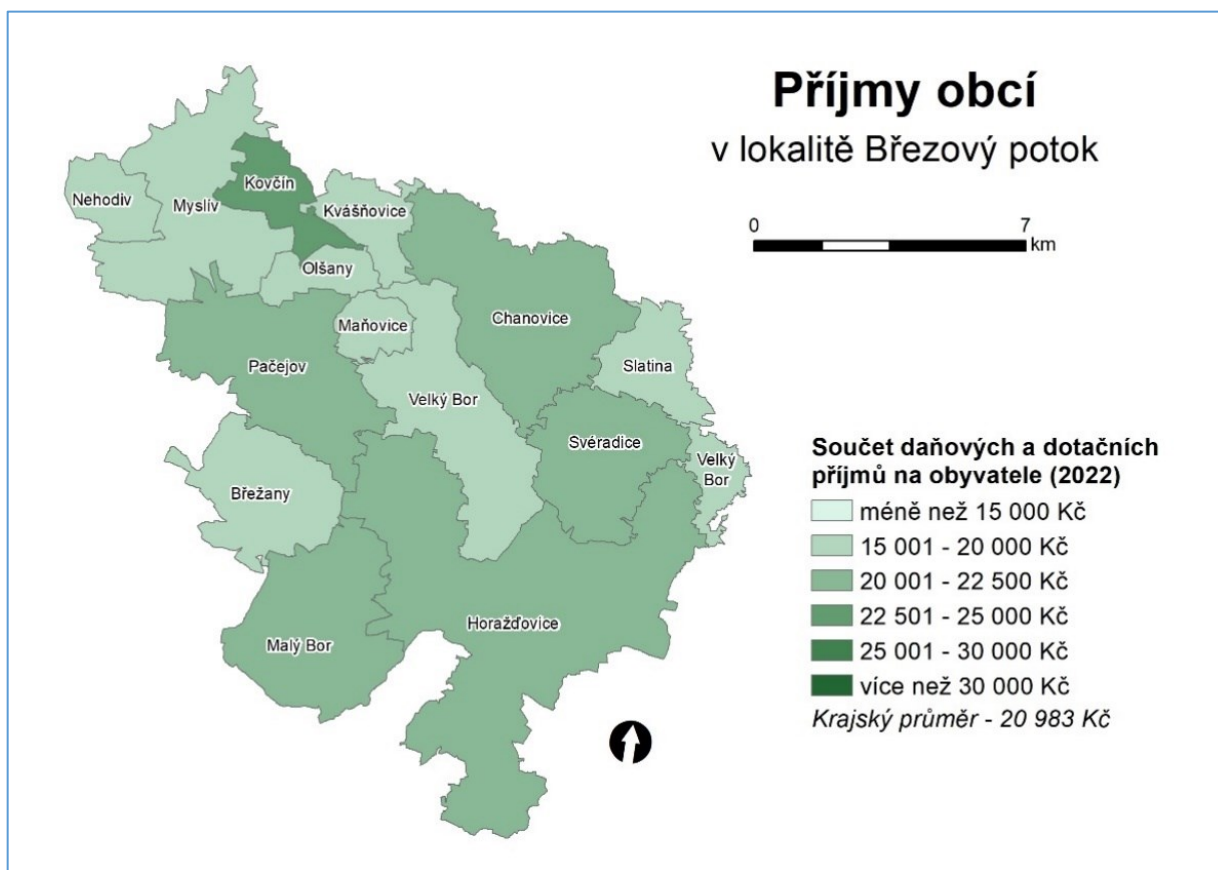 Příjmy obcí
v lokalitě Březový potok
0 7
km
Kovčín
Nehodiv
Myslív
Kvášňovice
Olšany
Chanovice
Maňovice
Pačejov
Slatina
Velký Bor
Svéradice
Velký
Bor
Břežany
Horažďovice
Malý Bor
Součet daňových a dotačních
příjmů na obyvatele (2022)
méně než 15 000 Kč
15 001 - 20 000 Kč
20 001 - 22 500 Kč
22 501 - 25 000 Kč
25 001 - 30 000 Kč
více než 30 000 Kč
Krajský průměr - 20 983 Kč